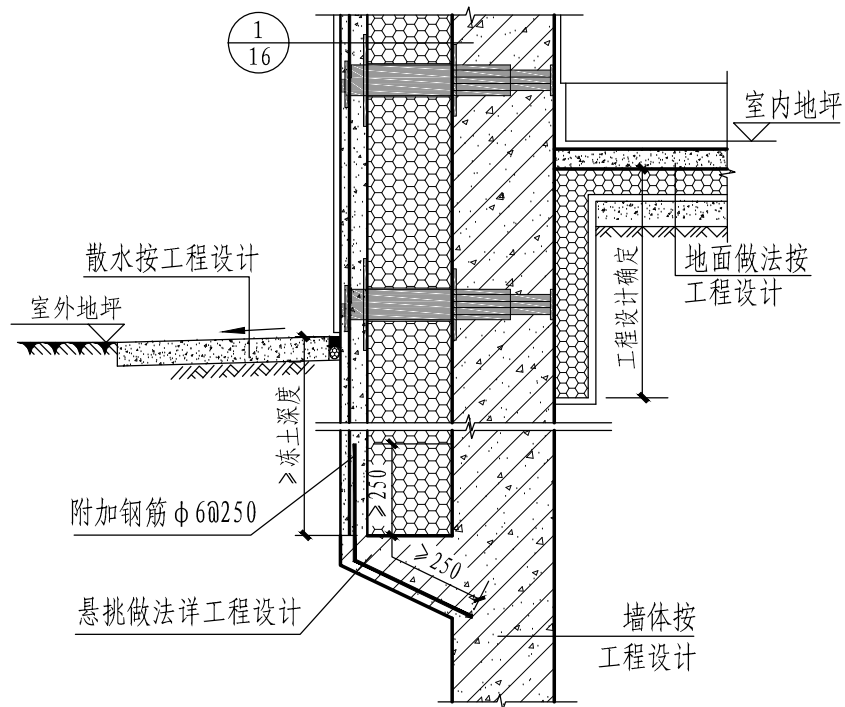 1
16
室内地坪
散水按工程设计
室外地坪
地面做法按
工程设计
工程设计确定
≥冻土深度
≥250
附加钢筋ф6@250
≥250
悬挑做法详工程设计
墙体按
工程设计